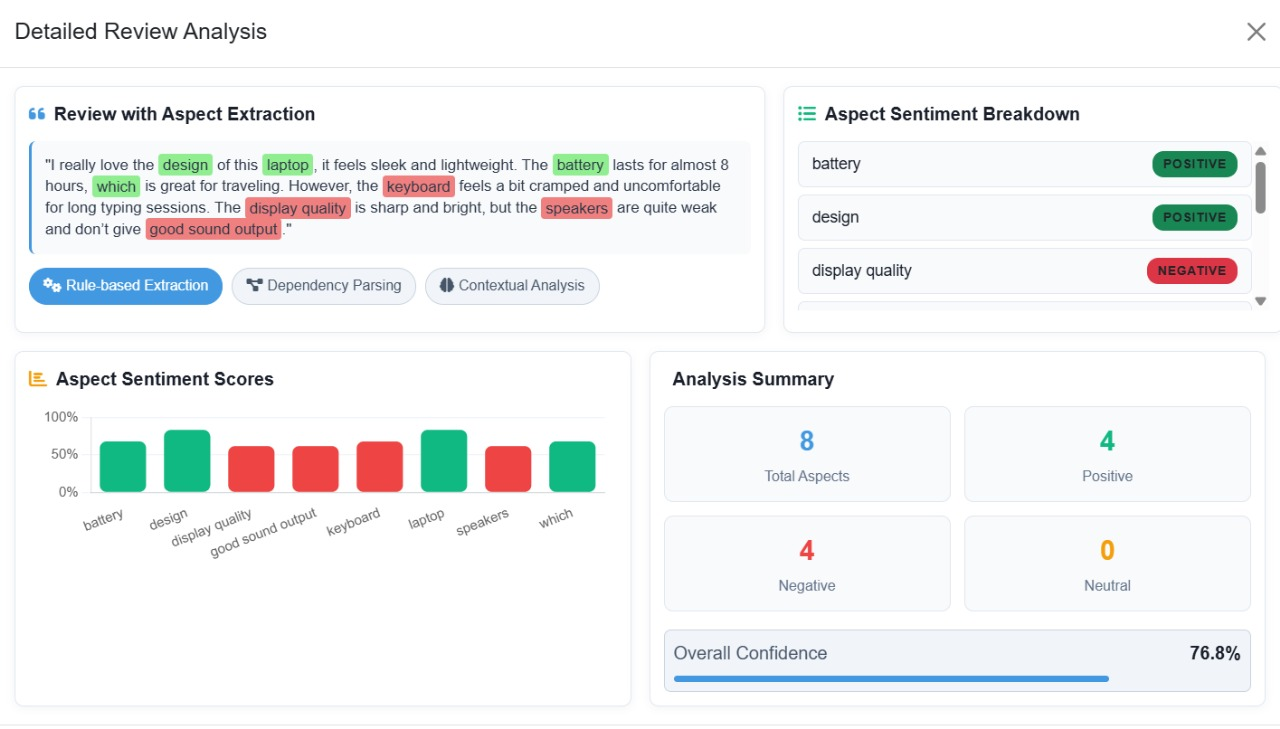 Detailed Review Analysis
Review with Aspect Extraction
"I really love the design of this laptop, it feels sleek and lightweight. The battery lasts for almost 8
hours, which is great for traveling. However, the keyboard feels a bit cramped and uncomfortable
for long typing sessions. The display quality is sharp and bright, but the speakers are quite weak
and don’t give good sound output."
Rule-based Extraction
Dependency Parsing
Contextual Analysis
Aspect Sentiment Breakdown
battery POSITIVE
design POSITIVE
display quality NEGATIVE
Aspect Sentiment Scores
100%
50%
0%
battery
design
display quality
good sound output
keyboard
laptop
speakers
which
Analysis Summary
8
Total Aspects
4
Positive
4
Negative
0
Neutral
Overall Confidence 76.8%